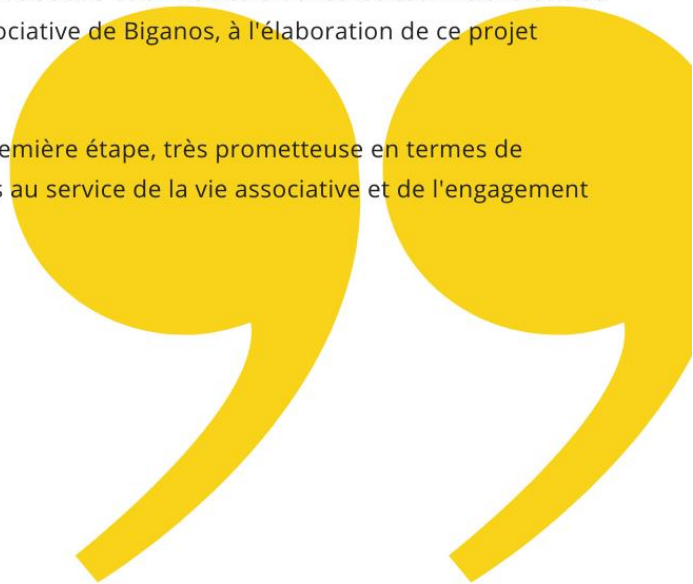 ociative de Biganos, à l'élaboration de ce projet
emière étape, très prometteuse en termes de
s au service de la vie associative et de l'engagement